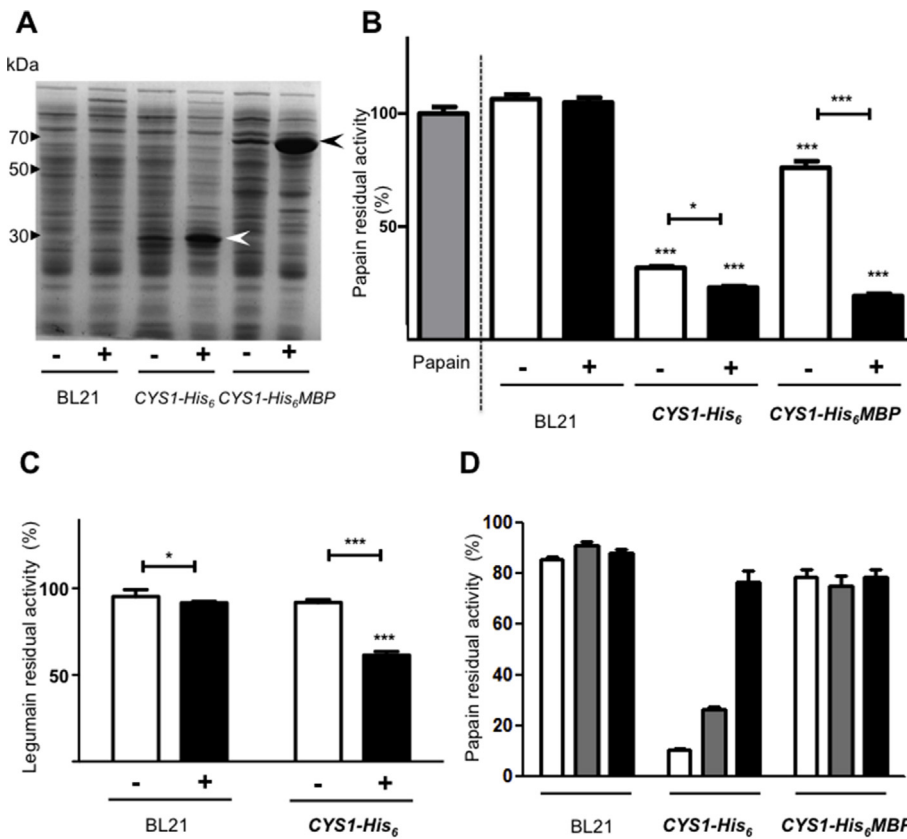 A
kDa
70
50
30
- + - + - +
BL21 CYS1-His6 CYS1-His6MBP
B
Papain residual activity (%)
100
50
***
***
* ***
*** *** ***
Papain - + - + - +
BL21 CYS1-His6 CYS1-His6MBP
C
Legumain residual activity (%)
100
50
* ***
***
- + - +
BL21 CYS1-His6
D
Papain residual activity (%)
100
80
60
40
20
0
BL21 CYS1-His6 CYS1-His6MBP